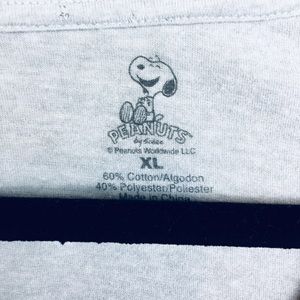 PEANUTS
by Schulz
© Peanuts Worldwide LLC
XL
60% Cotton/Algodon
40% Polyester/Poliester
Made in China